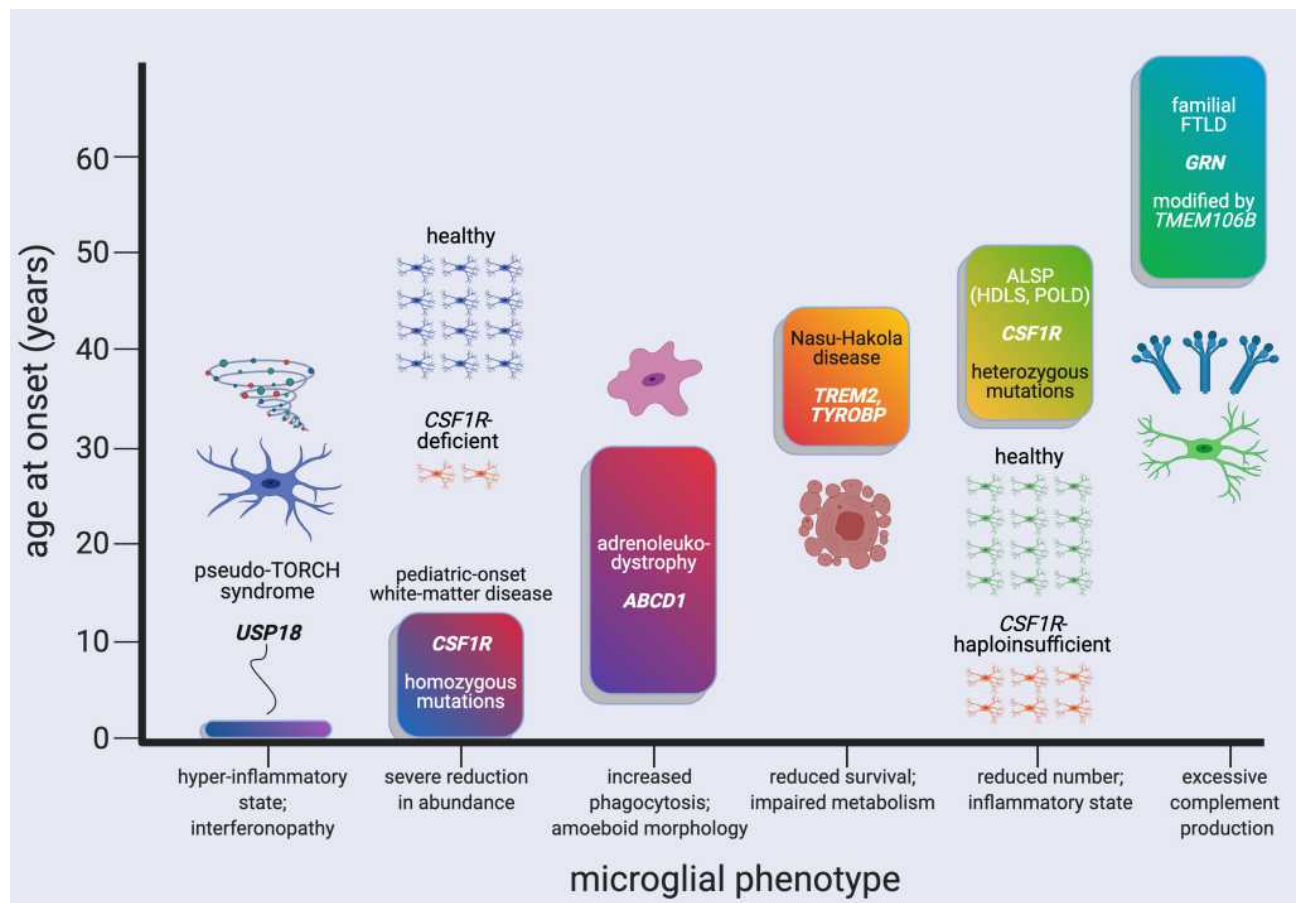 age at onset (years)
60
50
40
30
20
10
0
pseudo-TORCH
syndrome
USP18
healthy
CSF1R-
deficient
pediatric-onset
white-matter disease
CSF1R
homozygous
mutations
adrenoleuko-
dystrophy
ABCD1
Nasu-Hakola
disease
TREM2,
TYROBP
ALSP
(HDLS, POLD)
CSF1R
heterozygous
mutations
healthy
CSF1R-
haploinsufficient
familial
FTLD
GRN
modified by
TMEM106B
hyper-inflammatory
state;
interferonopathy
severe reduction
in abundance
increased
phagocytosis;
amoeboid morphology
reduced survival;
impaired metabolism
reduced number;
inflammatory state
excessive
complement
production
microglial phenotype